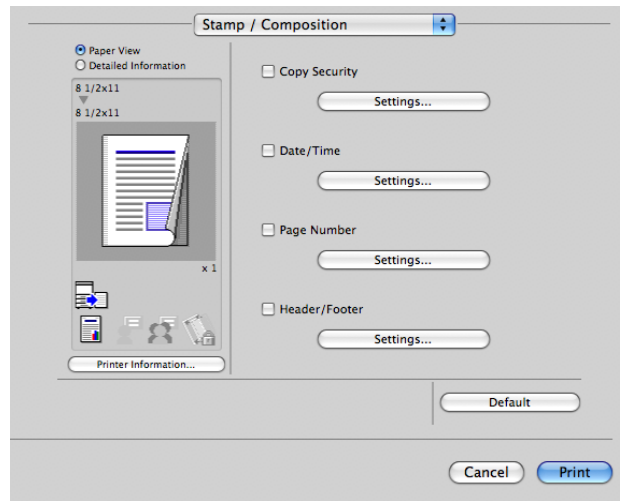 Stamp / Composition
Paper View
Detailed Information
8 1/2x11
8 1/2x11
x 1
Printer Information...
Copy Security
Settings...
Date/Time
Settings...
Page Number
Settings...
Header/Footer
Settings...
Default
Cancel
Print